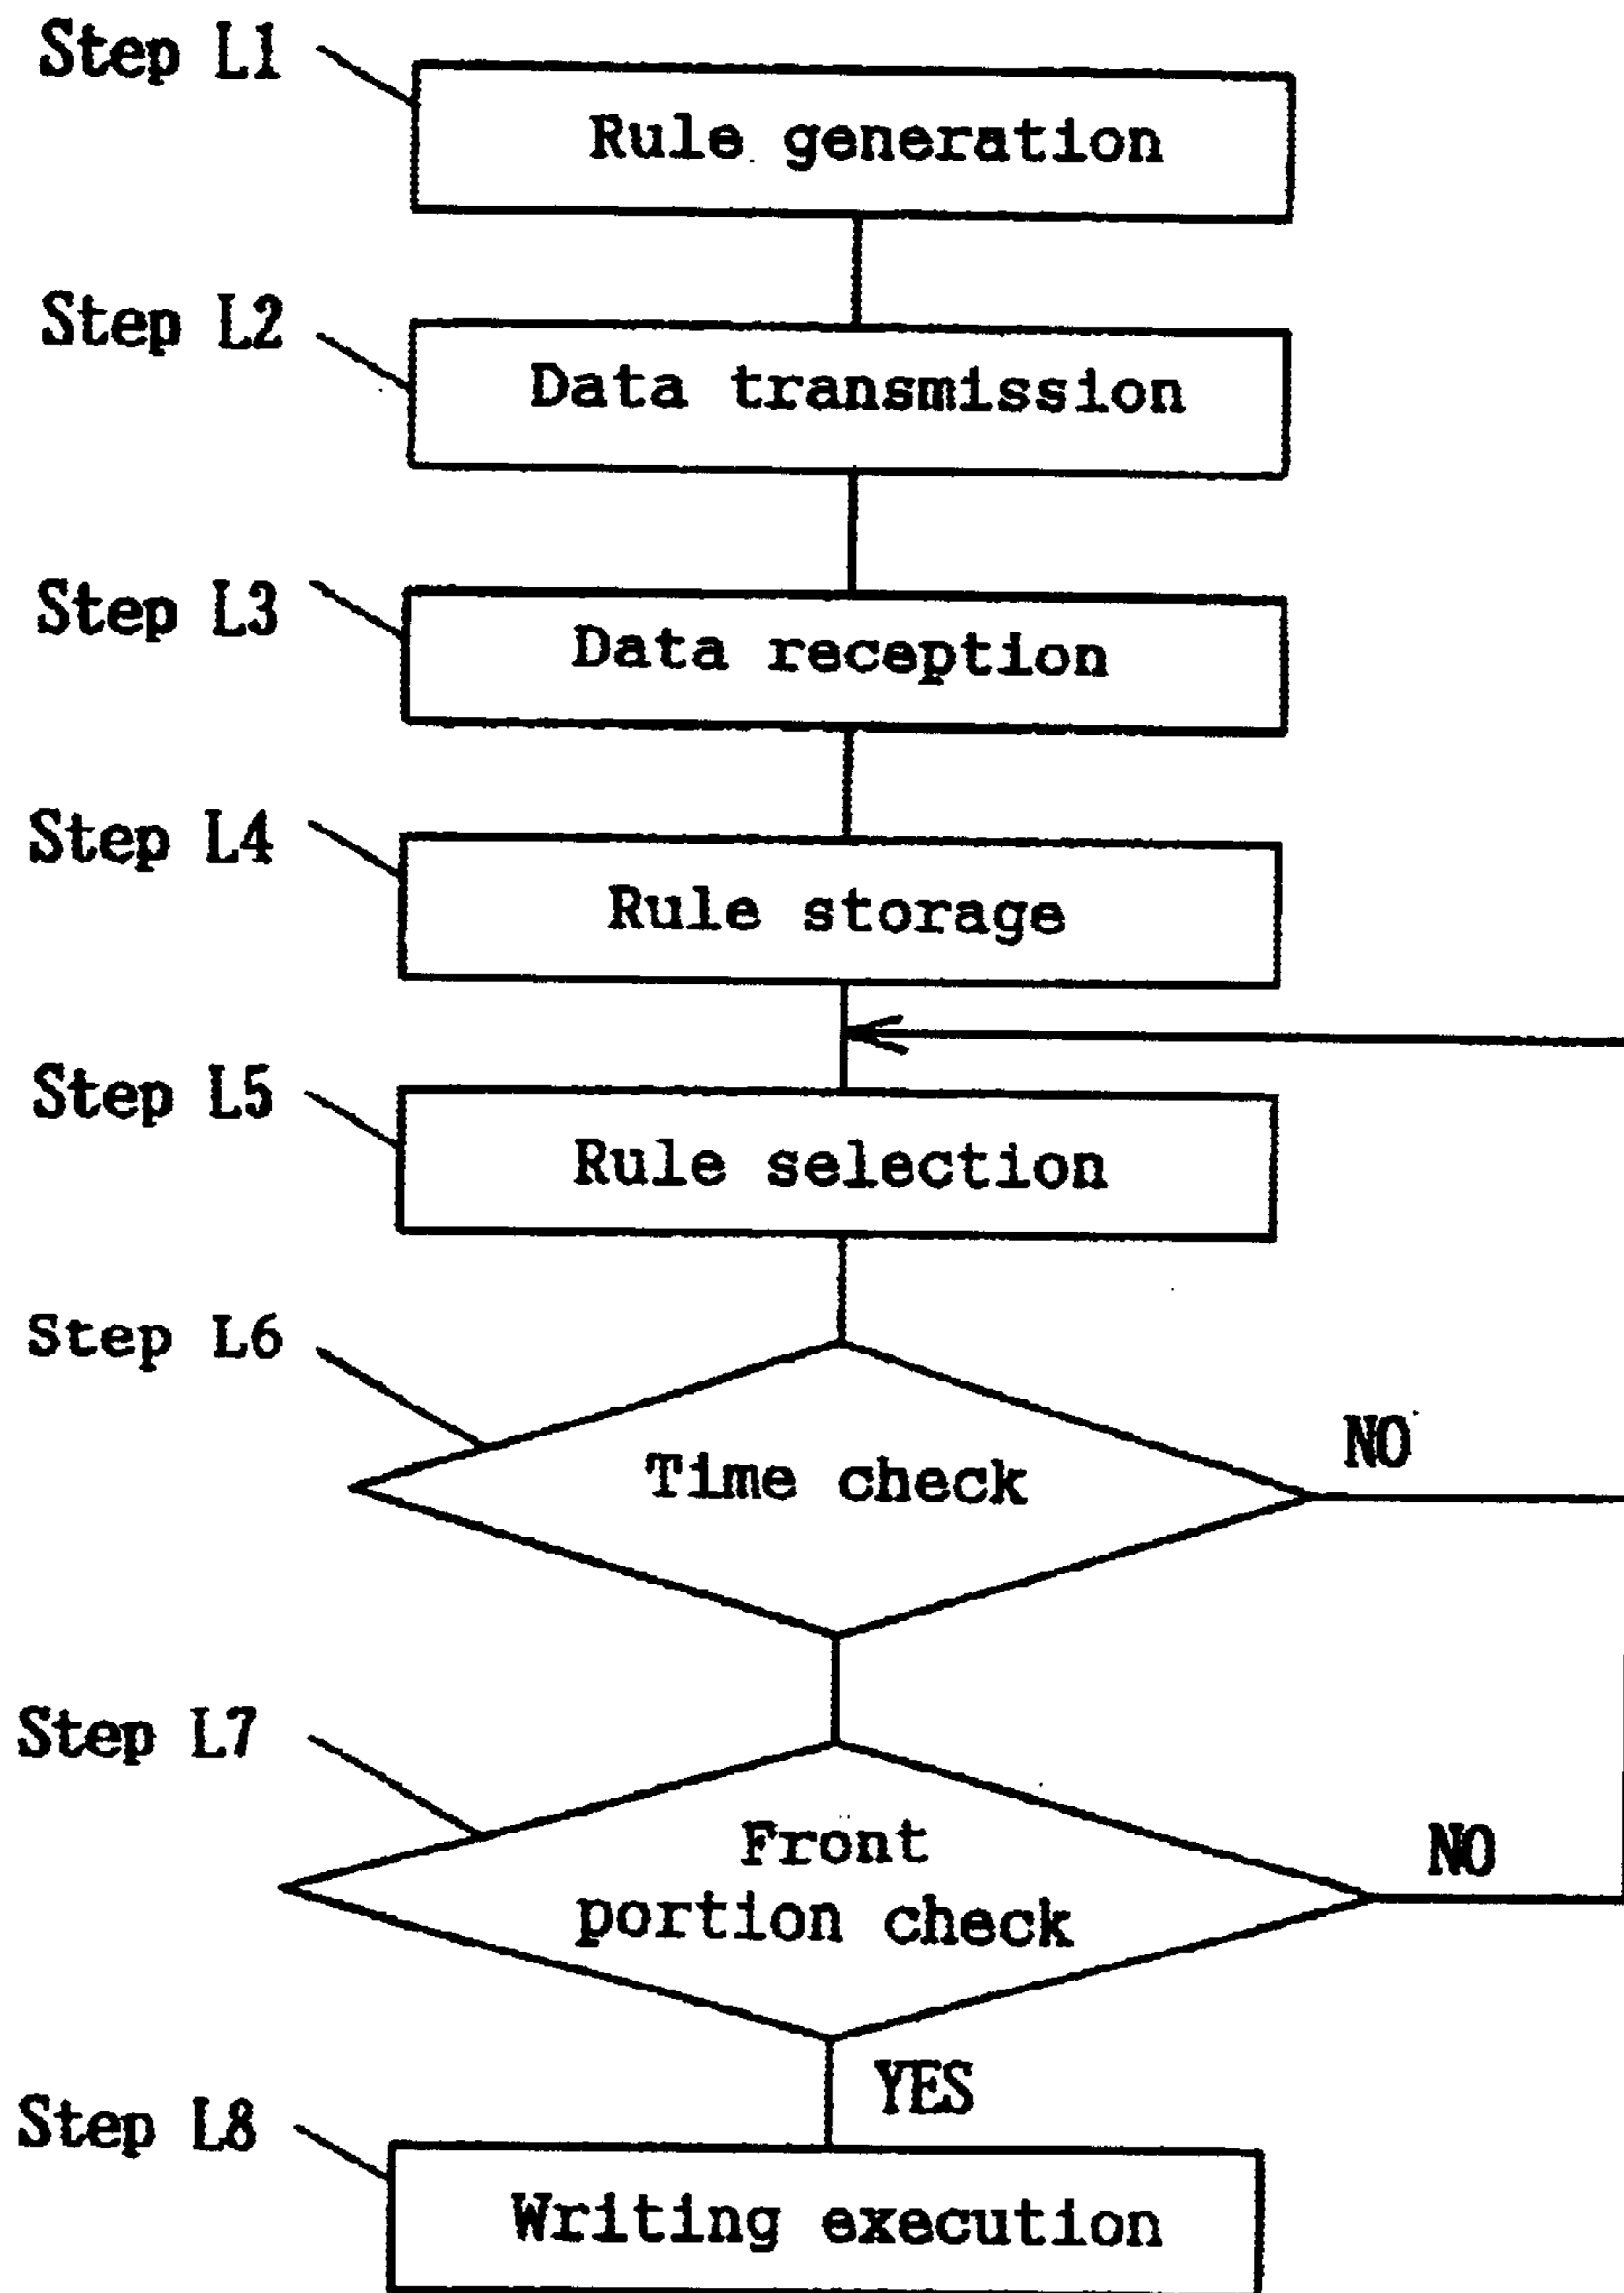 Step L1
Rule generation
Step L2
Data transmission
Step L3
Data reception
Step L4
Rule storage
Step L5
Rule selection
Step L6
Time check
NO
Step L7
Front
portion check
NO
YES
Step L8
Writing execution